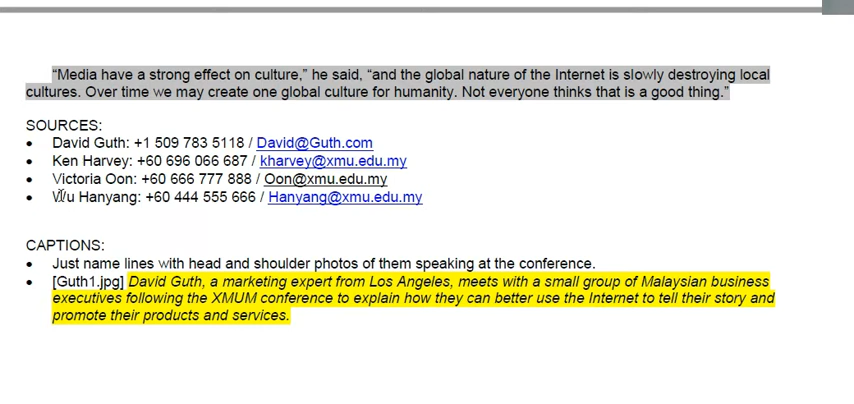 “Media have a strong effect on culture,” he said, “and the global nature of the Internet is slowly destroying local
cultures. Over time we may create one global culture for humanity. Not everyone thinks that is a good thing.”
SOURCES:
• David Guth: +1 509 783 5118 / David@Guth.com
• Ken Harvey: +60 696 066 687 / kharvey@xmu.edu.my
• Victoria Oon: +60 666 777 888 / Oon@xmu.edu.my
• Wu Hanyang: +60 444 555 666 / Hanyang@xmu.edu.my
CAPTIONS:
• Just name lines with head and shoulder photos of them speaking at the conference.
• [Guth1.jpg] David Guth, a marketing expert from Los Angeles, meets with a small group of Malaysian business
executives following the XMUM conference to explain how they can better use the Internet to tell their story and
promote their products and services.